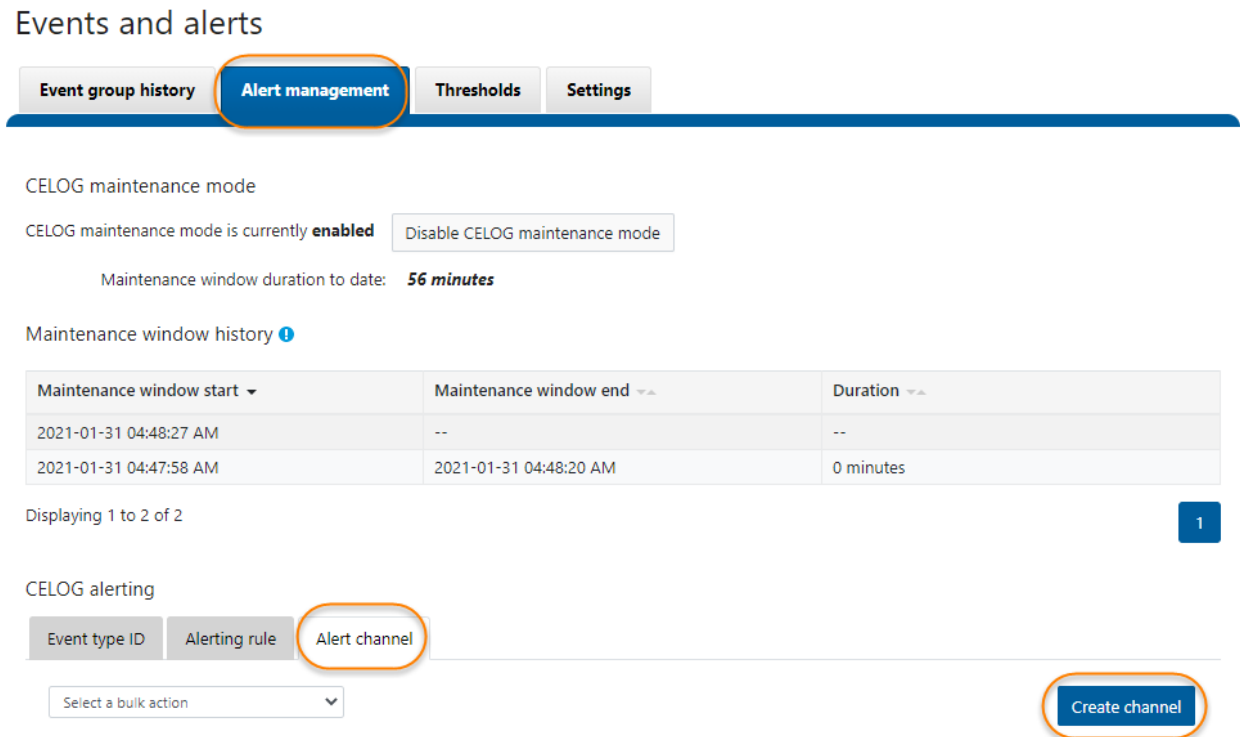 Events and alerts
Event group history Alert management Thresholds Settings
CELOG maintenance mode
CELOG maintenance mode is currently enabled Disable CELOG maintenance mode
Maintenance window duration to date: 56 minutes
Maintenance window history
Maintenance window start Maintenance window end Duration
2021-01-31 04:48:27 AM -- --
2021-01-31 04:47:58 AM 2021-01-31 04:48:20 AM 0 minutes
Displaying 1 to 2 of 2 1
CELOG alerting
Event type ID Alerting rule Alert channel
Select a bulk action Create channel